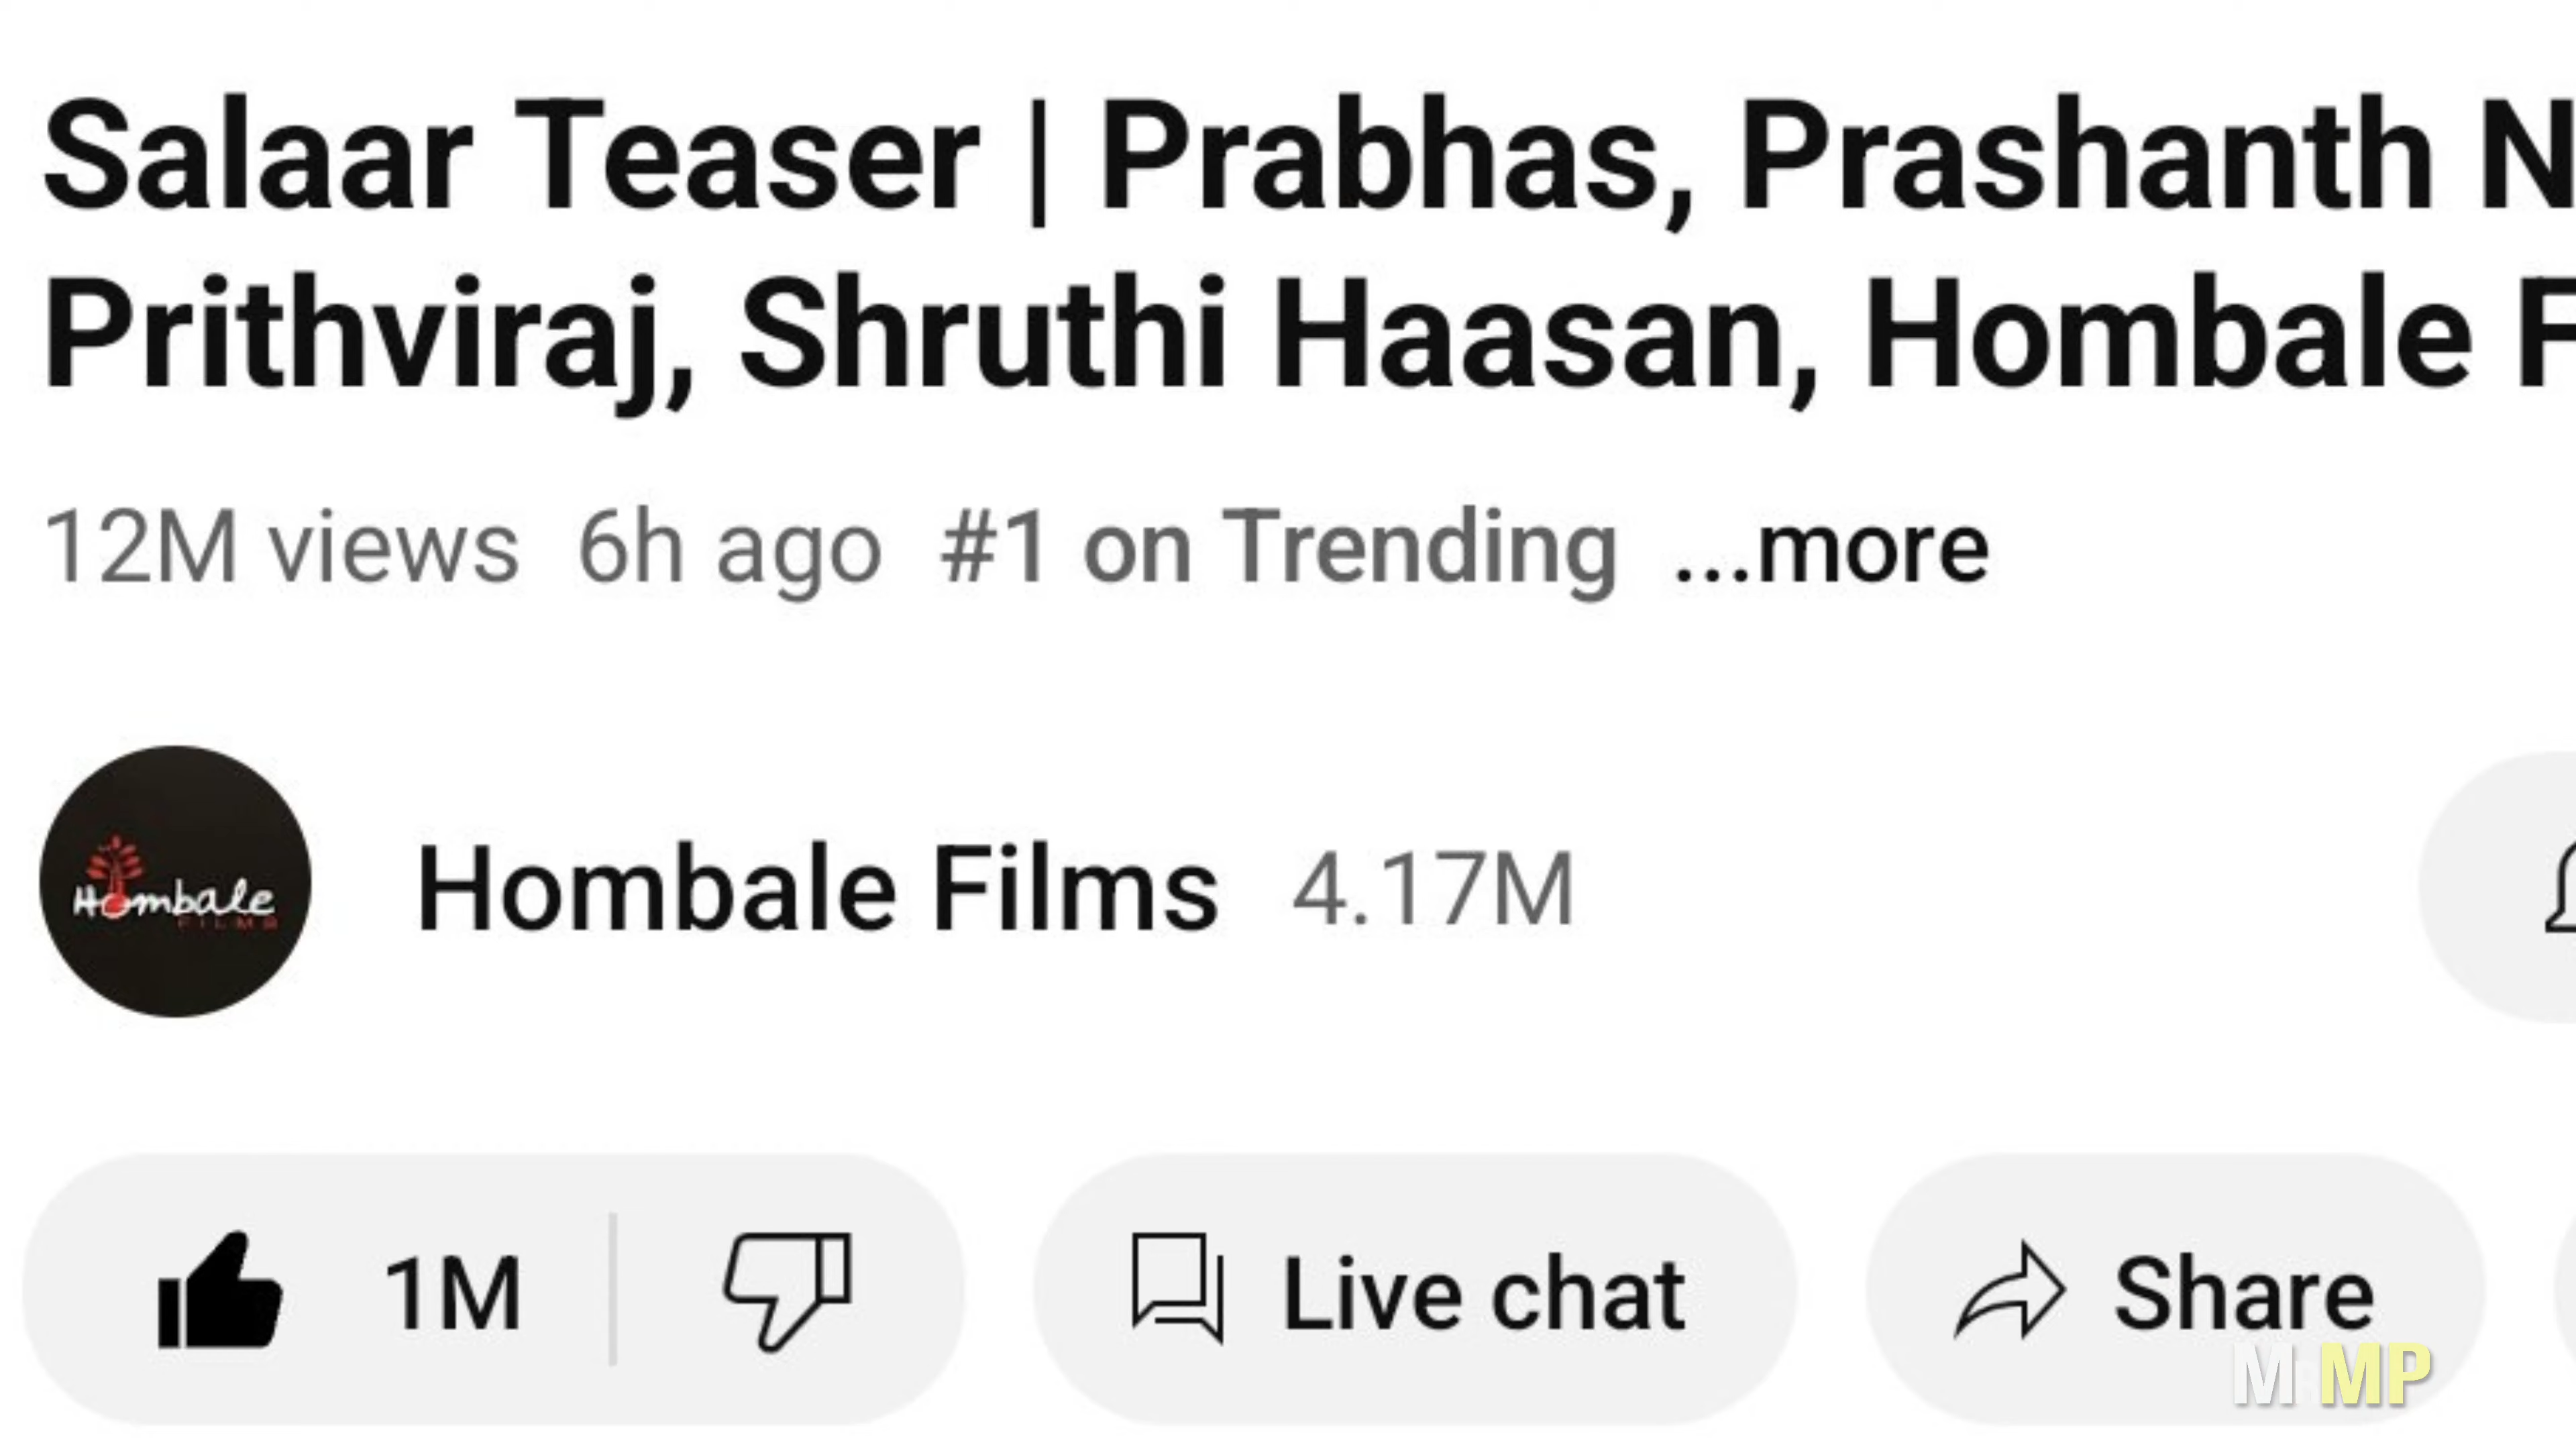 Salaar Teaser | Prabhas, Prashanth N
Prithviraj, Shruthi Haasan, Hombale F
12M views 6h ago #1 on Trending ...more
Hombale FILMS
Hombale Films 4.17M
1M
Live chat
Share
M MP